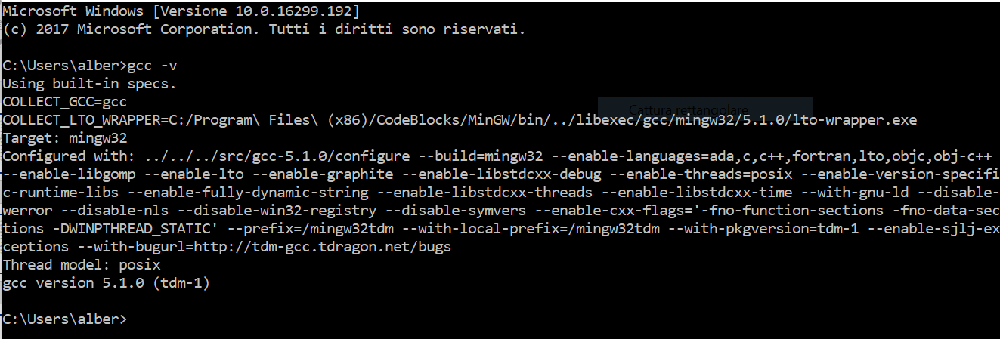 Microsoft Windows [Versione 10.0.16299.192]
(c) 2017 Microsoft Corporation. Tutti i diritti sono riservati.
C:\Users\alber>gcc -v
Using built-in specs.
COLLECT_GCC=gcc
Cattura rettangolare
COLLECT_LTO_WRAPPER=C:/Program\ Files\ (x86)/CodeBlocks/MinGW/bin/../libexec/gcc/mingw32/5.1.0/lto-wrapper.exe
Target: mingw32
Configured with: ../../../src/gcc-5.1.0/configure --build=mingw32 --enable-languages=ada,c,c++,fortran,lto,objc,obj-c++
--enable-libgomp --enable-lto --enable-graphite --enable-libstdcxx-debug --enable-threads=posix --enable-version-specifi
c-runtime-libs --enable-fully-dynamic-string --enable-libstdcxx-threads --enable-libstdcxx-time --with-gnu-ld --disable-
werror --disable-nls --disable-win32-registry --disable-symvers --enable-cxx-flags='-fno-function-sections -fno-data-sec
tions -DWINPTHREAD_STATIC' --prefix=/mingw32tdm --with-local-prefix=/mingw32tdm --with-pkgversion=tdm-1 --enable-sjlj-ex
ceptions --with-bugurl=http://tdm-gcc.tdragon.net/bugs
Thread model: posix
gcc version 5.1.0 (tdm-1)
C:\Users\alber>